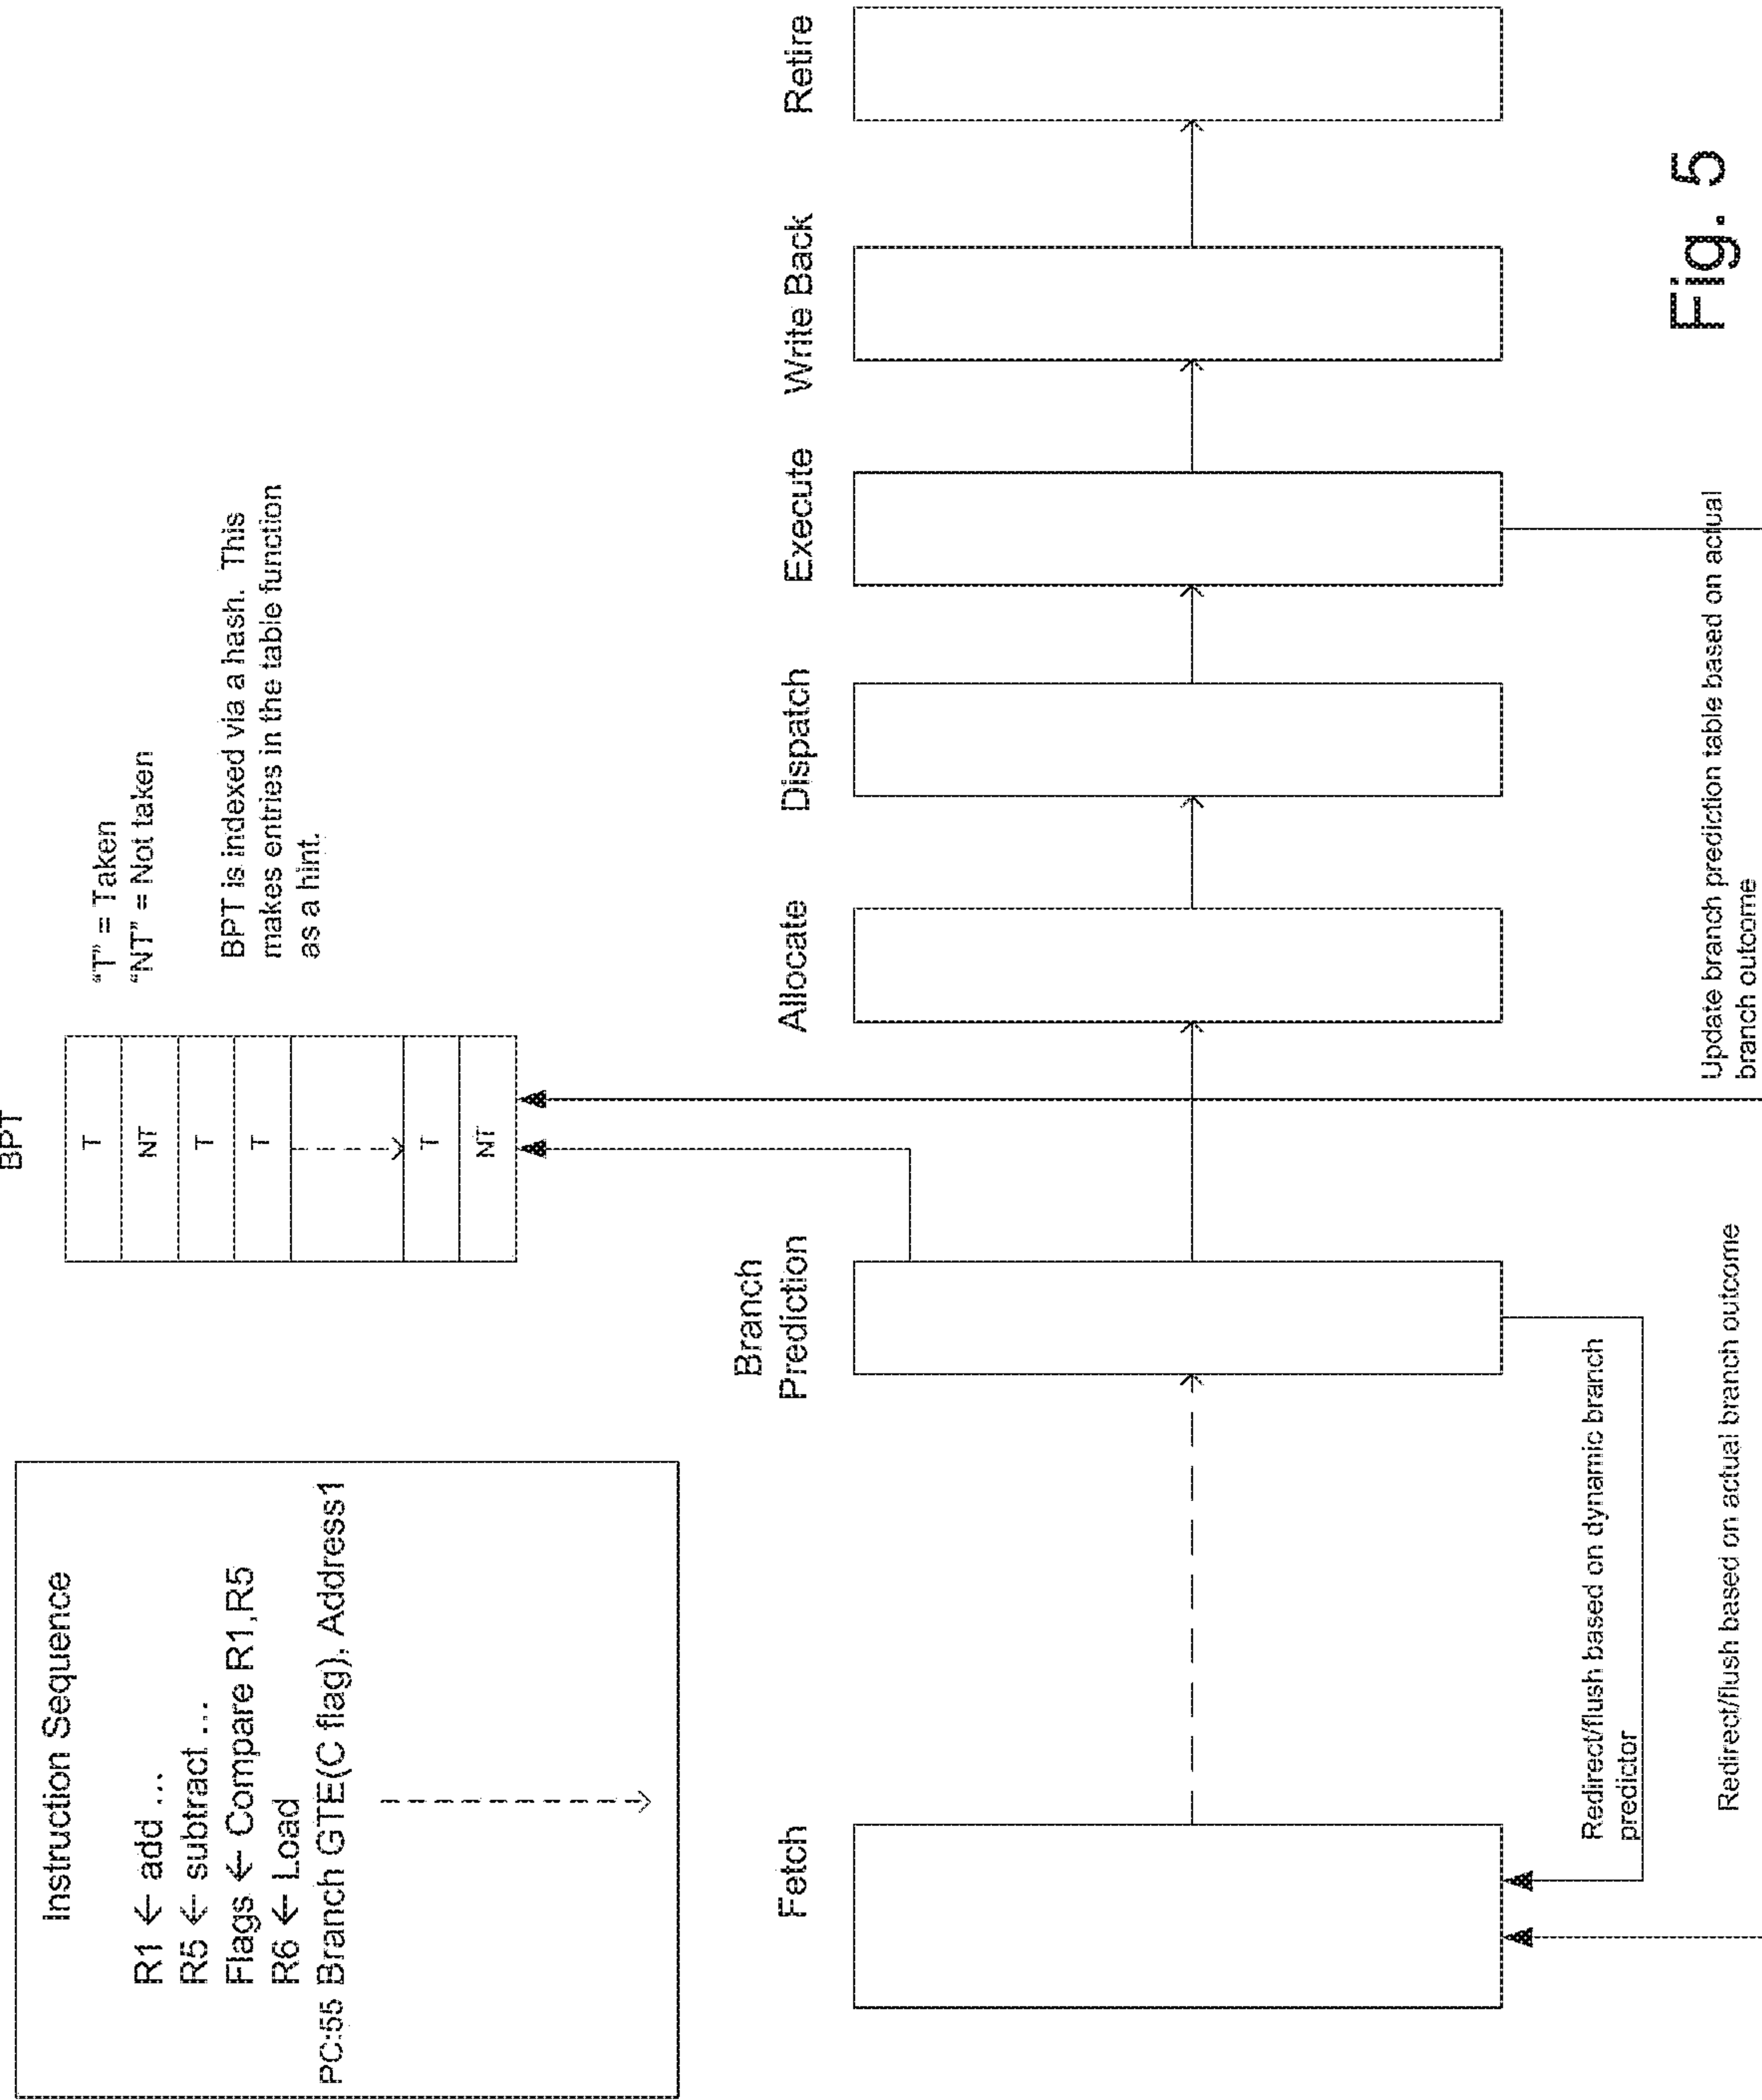 Instruction Sequence
R1 ← add ...
R5 ← subtract ...
Flags ← Compare R1,R5
R6 ← Load
PC:55 Branch GTE(C flag), Address1
BPT
T
NT
T
T
T
NT
“T” = Taken
“NT” = Not taken
BPT is indexed via a hash. This
makes entries in the table function
as a hint.
Fetch
Branch
Prediction
Allocate
Dispatch
Execute
Write Back
Retire
Redirect/flush based on dynamic branch
predictor
Redirect/flush based on actual branch outcome
Update branch prediction table based on actual
branch outcome
Fig. 5